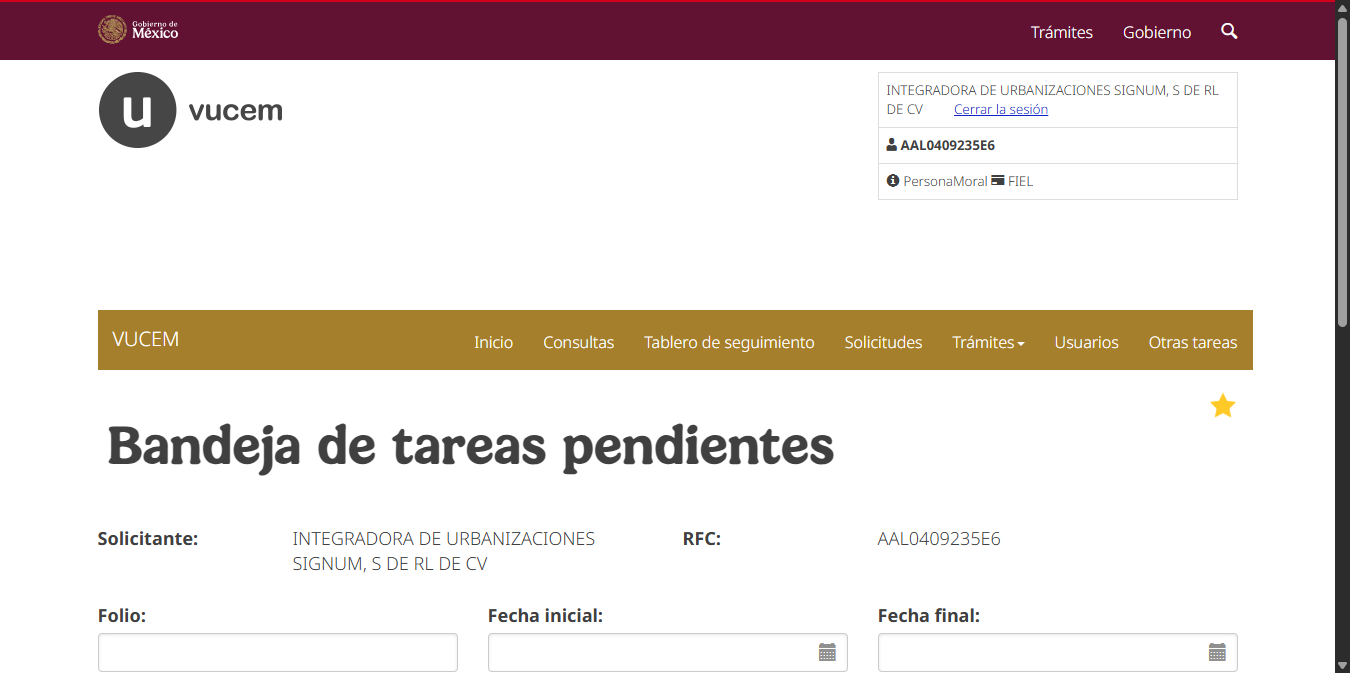 Gobierno de
México
Trámites Gobierno
u vucem
INTEGRADORA DE URBANIZACIONES SIGNUM, S DE RL
DE CV Cerrar la sesión
AAL0409235E6
PersonaMoral FIEL
VUCEM Inicio Consultas Tablero de seguimiento Solicitudes Trámites Usuarios Otras tareas
Bandeja de tareas pendientes
Solicitante: INTEGRADORA DE URBANIZACIONES RFC: AAL0409235E6
SIGNUM, S DE RL DE CV
Folio: Fecha inicial: Fecha final: